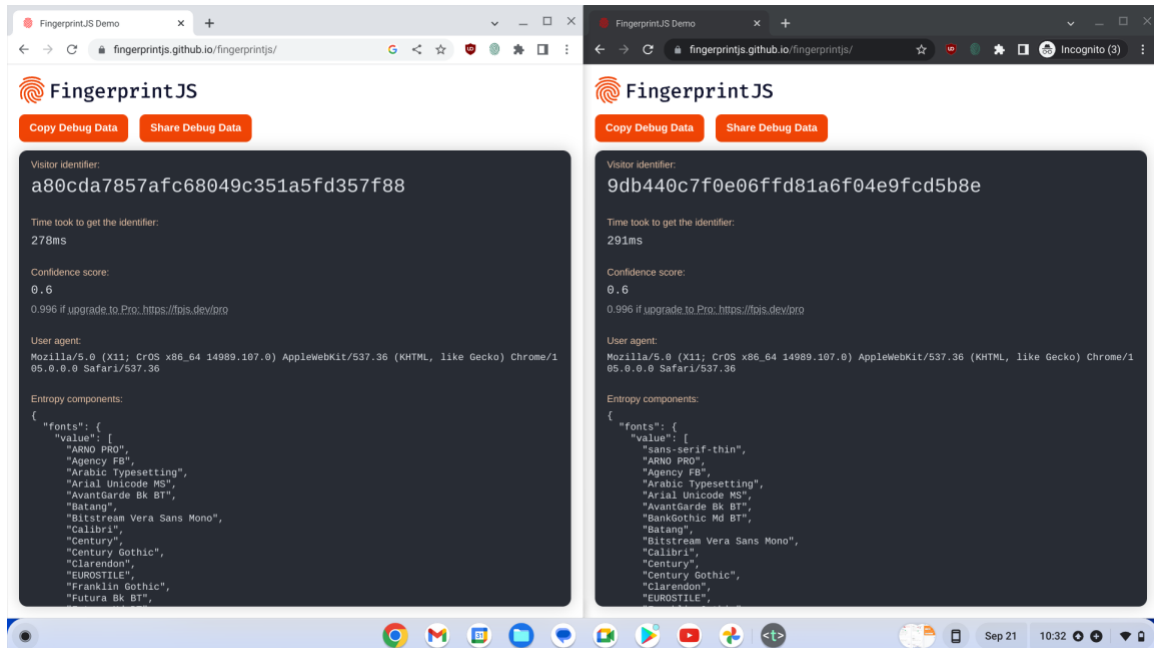 FingerprintJS Demo
fingerprintjs.github.io/fingerprintjs/
FingerprintJS
Copy Debug Data
Share Debug Data
Visitor identifier:
a80cda7857afc68049c351a5fd357f88
Time took to get the identifier:
278ms
Confidence score:
0.6
0.996 if upgrade to Pro: https://fpjs.dev/pro
User agent:
Mozilla/5.0 (X11; CrOS x86_64 14989.107.0) AppleWebKit/537.36 (KHTML, like Gecko) Chrome/1
05.0.0.0 Safari/537.36
Entropy components:
{
"fonts": {
"value": [
"ARNO PRO",
"Agency FB",
"Arabic Typesetting",
"Arial Unicode MS",
"AvantGarde Bk BT",
"Batang",
"Bitstream Vera Sans Mono",
"Calibri",
"Century",
"Century Gothic",
"Clarendon",
"EUROSTILE",
"Franklin Gothic",
"Futura Bk BT",
FingerprintJS Demo
fingerprintjs.github.io/fingerprintjs/
Incognito (3)
FingerprintJS
Copy Debug Data
Share Debug Data
Visitor identifier:
9db440c7f0e06ffd81a6f04e9fcd5b8e
Time took to get the identifier:
291ms
Confidence score:
0.6
0.996 if upgrade to Pro: https://fpjs.dev/pro
User agent:
Mozilla/5.0 (X11; CrOS x86_64 14989.107.0) AppleWebKit/537.36 (KHTML, like Gecko) Chrome/1
05.0.0.0 Safari/537.36
Entropy components:
{
"fonts": {
"value": [
"sans-serif-thin",
"ARNO PRO",
"Agency FB",
"Arabic Typesetting",
"Arial Unicode MS",
"AvantGarde Bk BT",
"BankGothic Md BT",
"Batang",
"Bitstream Vera Sans Mono",
"Calibri",
"Century",
"Century Gothic",
"Clarendon",
"EUROSTILE",
31
<t>
Sep 21
10:32